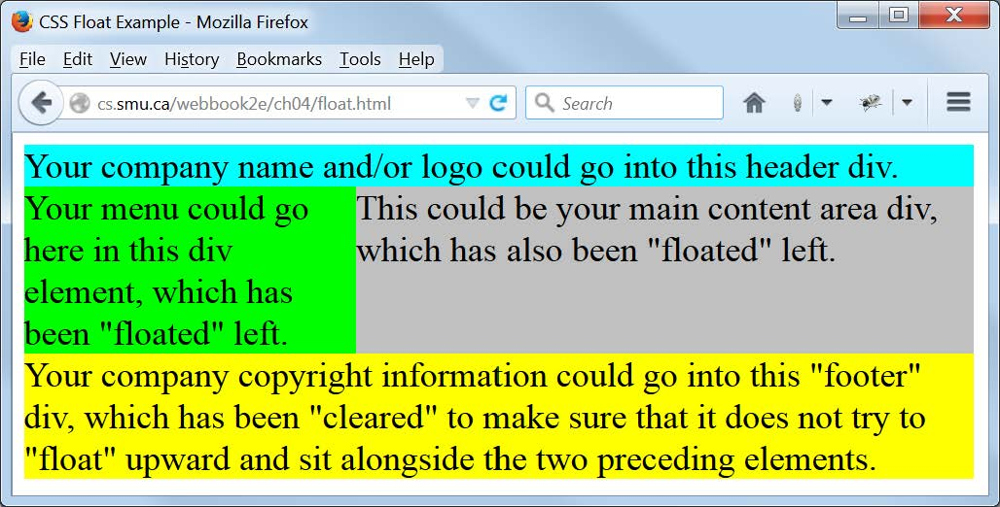 CSS Float Example - Mozilla Firefox
File Edit View History Bookmarks Tools Help
cs.smu.ca/webbook2e/ch04/float.html Search
Your company name and/or logo could go into this header div.
Your menu could go
here in this div
element, which has
been "floated" left.
This could be your main content area div,
which has also been "floated" left.
Your company copyright information could go into this "footer"
div, which has been "cleared" to make sure that it does not try to
"float" upward and sit alongside the two preceding elements.